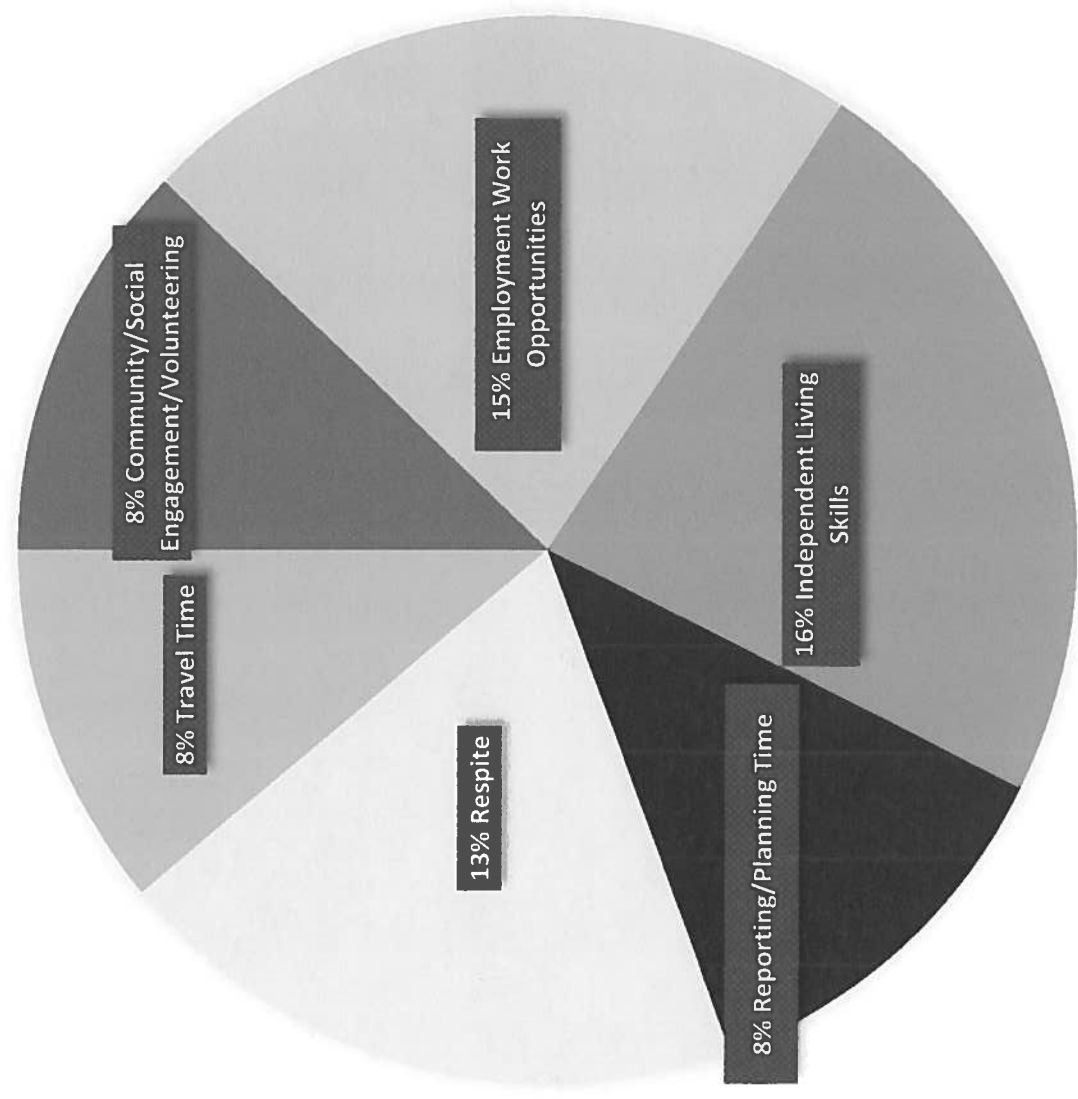 8% Community/Social
Engagement/Volunteering
15% Employment Work
Opportunities
16% Independent Living
Skills
8% Reporting/Planning Time
13% Respite
8% Travel Time